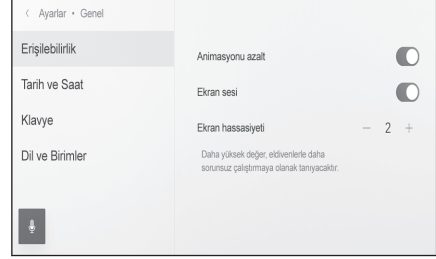 < Ayarlar • Genel
Erişilebilirlik
Tarih ve Saat
Klavye
Dil ve Birimler
Animasyonu azalt
Ekran sesi
Ekran hassasiyeti
− 2 +
Daha yüksek değer, eldivenlerle daha
sorunsuz çalıştırmaya olanak tanıyacaktır.